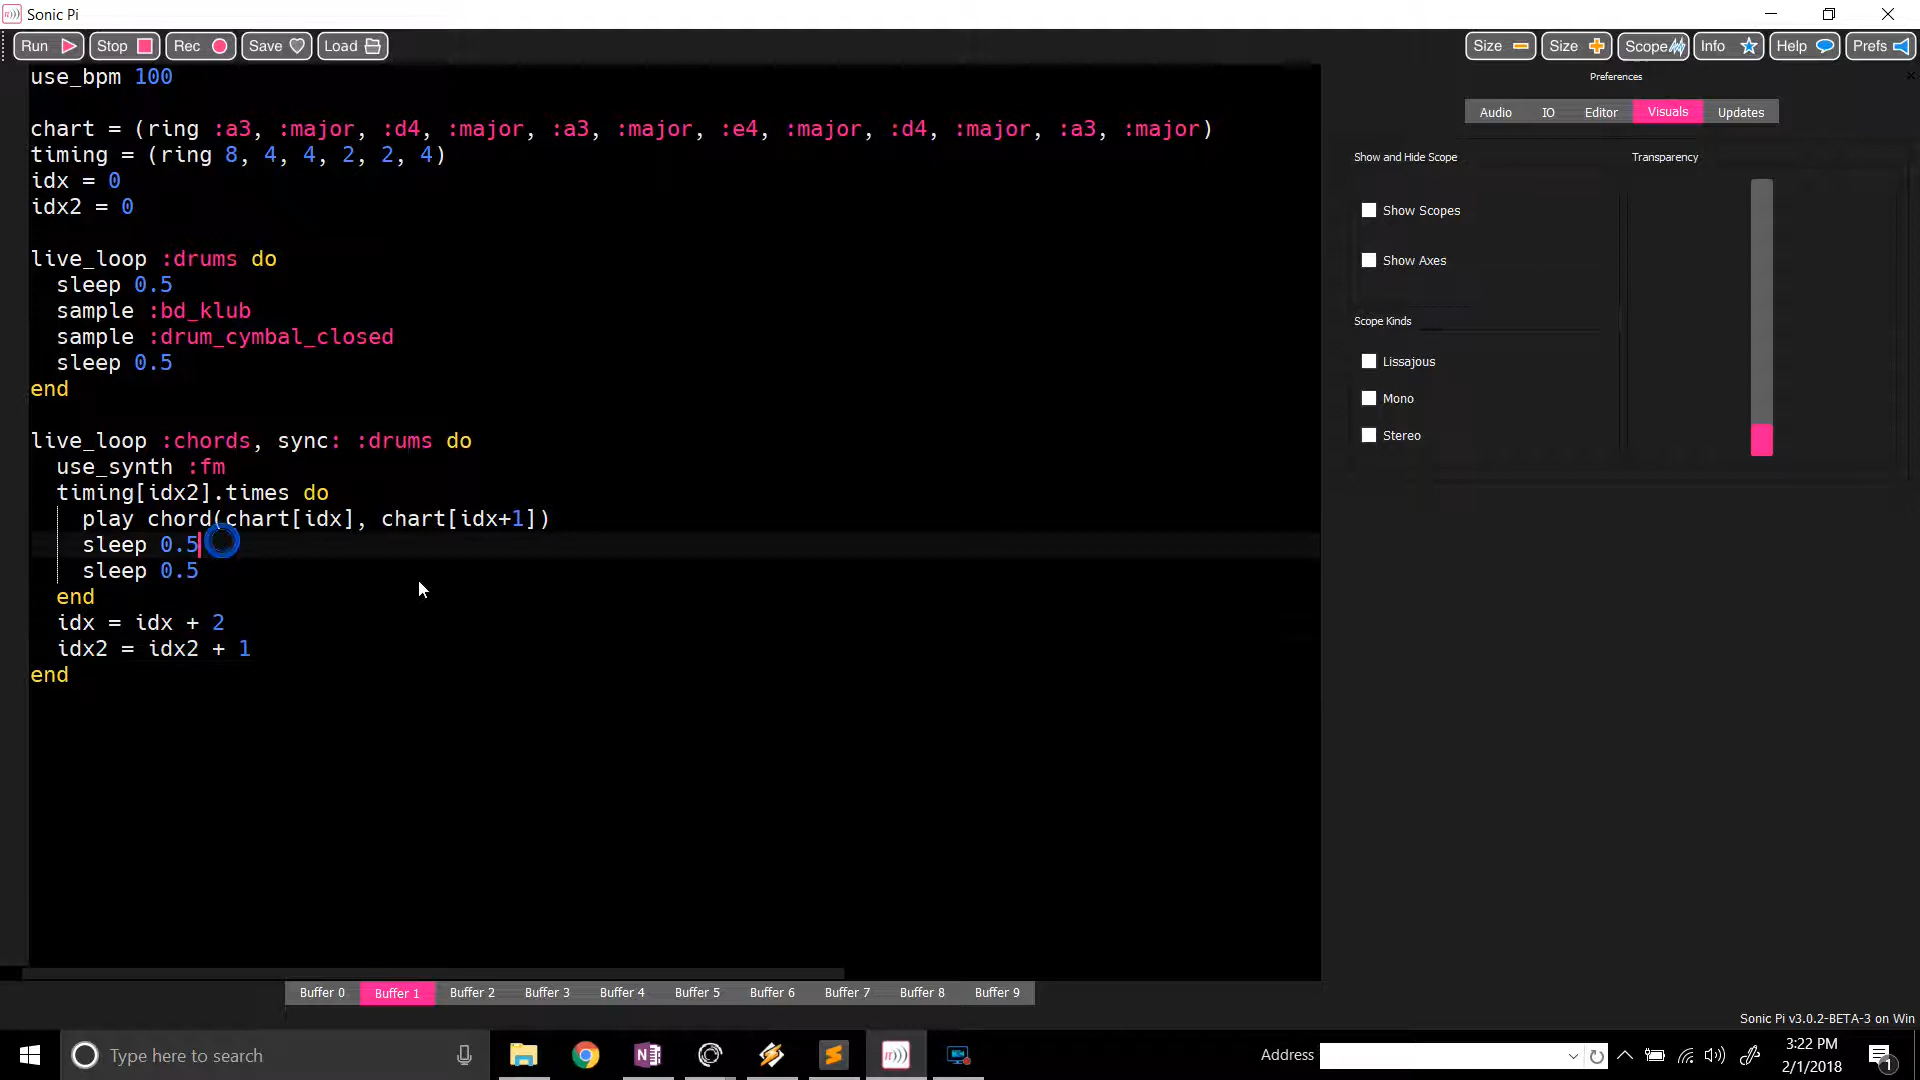 Sonic Pi
Run Stop Rec Save Load Size Size Scope Info Help Prefs
use_bpm 100
chart = (ring :a3, :major, :d4, :major, :a3, :major, :e4, :major, :d4, :major, :a3, :major)
timing = (ring 8, 4, 4, 2, 2, 4)
idx = 0
idx2 = 0
live_loop :drums do
sleep 0.5
sample :bd_klub
sample :drum_cymbal_closed
sleep 0.5
end
live_loop :chords, sync: :drums do
use_synth :fm
timing[idx2].times do
play chord(chart[idx], chart[idx+1])
sleep 0.5
sleep 0.5
end
idx = idx + 2
idx2 = idx2 + 1
end
Preferences
Audio IO Editor Visuals Updates
Show and Hide Scope
Transparency
Show Scopes
Show Axes
Scope Kinds
Lissajous
Mono
Stereo
Buffer 0 Buffer 1 Buffer 2 Buffer 3 Buffer 4 Buffer 5 Buffer 6 Buffer 7 Buffer 8 Buffer 9
Sonic Pi v3.0.2-BETA-3 on Win
Type here to search
Address
3:22 PM
2/1/2018
1